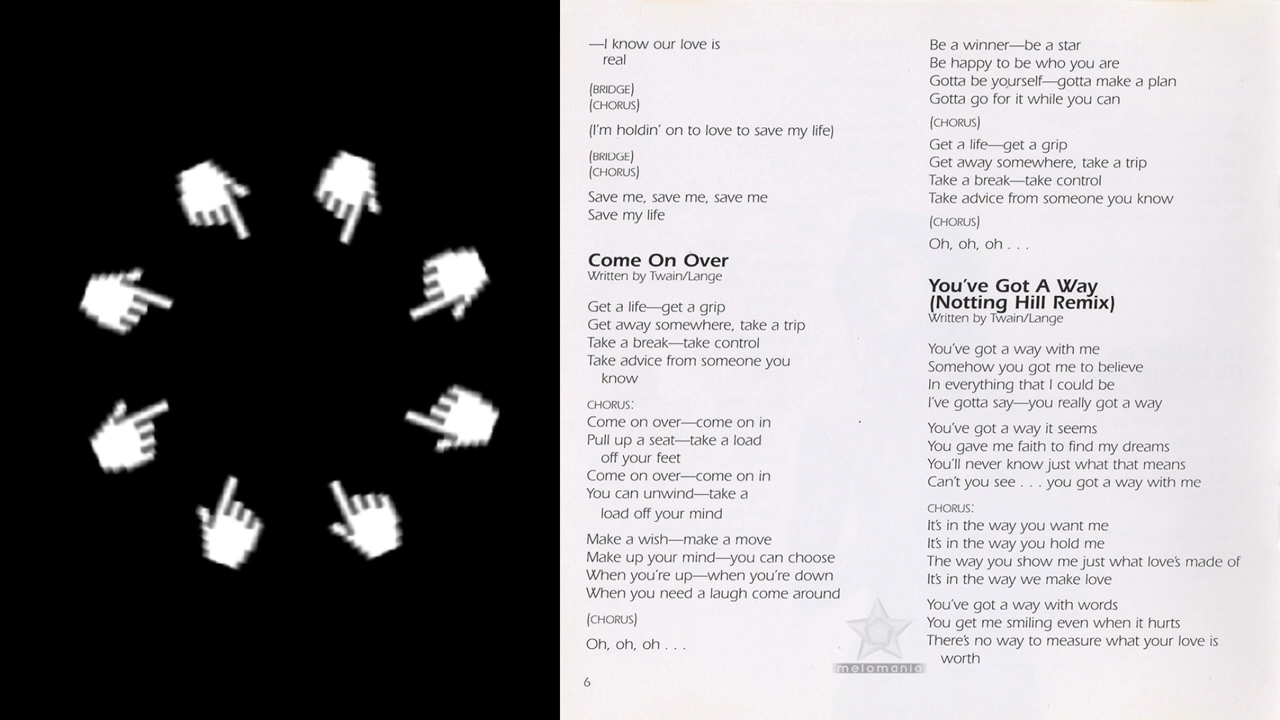 —I know our love is
real
(BRIDGE)
(CHORUS)
(I'm holdin' on to love to save my life)
(BRIDGE)
(CHORUS)
Save me, save me, save me
Save my life
Come On Over
Written by Twain/Lange
Get a life—get a grip
Get away somewhere, take a trip
Take a break—take control
Take advice from someone you
know
CHORUS:
Come on over—come on in
Pull up a seat—take a load
off your feet
Come on over—come on in
You can unwind—take a
load off your mind
Make a wish—make a move
Make up your mind—you can choose
When you're up—when you're down
When you need a laugh come around
(CHORUS)
Oh, oh, oh . . .
6
Be a winner—be a star
Be happy to be who you are
Gotta be yourself—gotta make a plan
Gotta go for it while you can
(CHORUS)
Get a life—get a grip
Get away somewhere, take a trip
Take a break—take control
Take advice from someone you know
(CHORUS)
Oh, oh, oh . . .
You've Got A Way
(Notting Hill Remix)
Written by Twain/Lange
You've got a way with me
Somehow you got me to believe
In everything that I could be
I've gotta say—you really got a way
You've got a way it seems
You gave me faith to find my dreams
You'll never know just what that means
Can't you see . . . you got a way with me
CHORUS:
It's in the way you want me
It's in the way you hold me
The way you show me just what love's made of
It's in the way we make love
You've got a way with words
You get me smiling even when it hurts
There's no way to measure what your love is
worth
melomania